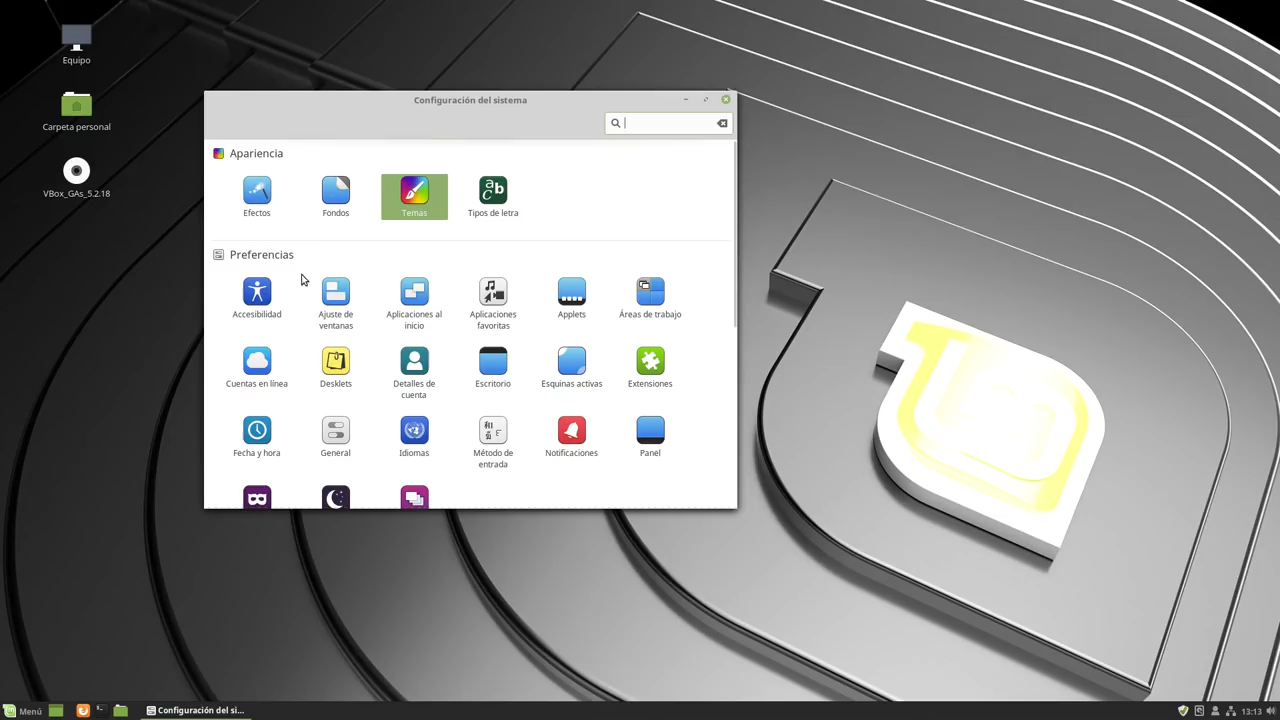 Equipo
Carpeta personal
VBox_GAs_5.2.18
Configuración del sistema
Apariencia
Efectos
Fondos
Temas
Tipos de letra
Preferencias
Accesibilidad
Ajuste de
ventanas
Aplicaciones al
inicio
Aplicaciones
favoritas
Applets
Áreas de trabajo
Cuentas en línea
Desklets
Detalles de
cuenta
Escritorio
Esquinas activas
Extensiones
Fecha y hora
General
Idiomas
Método de
entrada
Notificaciones
Panel
Menú
Configuración del si...
13:13